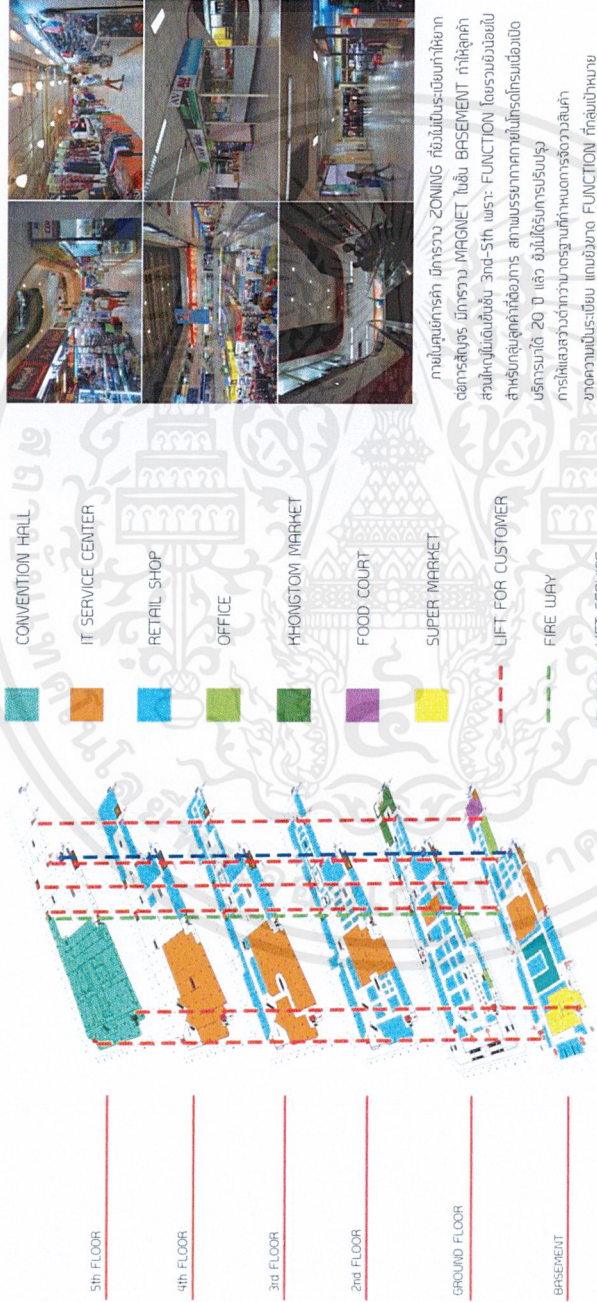 5th FLOOR
4th FLOOR
3rd FLOOR
2nd FLOOR
GROUND FLOOR
BASEMENT
CONVENTION HALL
IT SERVICE CENTER
RETAIL SHOP
OFFICE
KHONGTOM MARKET
FOOD COURT
SUPER MARKET
LIFT FOR CUSTOMER
FIRE WAY
ภายในศูนย์การค้า มีการวาง ZONING ที่ยังไม่เป็นระเบียบทำให้ยาก
ต่อการสัญจร มีการวาง MAGNET ในชั้น BASEMENT ทำให้ลูกค้า
ส่วนใหญ่ไม่เดินขึ้นชั้น 3nd-5th เพราะ FUNCTION โดยรวมยังน้อยไป
สำหรับกลุ่มลูกค้าที่ต้องการ สภาพบรรยากาศภายในโทรดโทรมเนื่องเปิด
บริการมาได้ 20 ปี แล้ว ยังไม่ได้รับการปรับปรุง
การให้แสงสว่างต่ำกว่ามาตรฐานที่กำหนดการจัดวางสินค้า
ขาดความเป็นระเบียบ แถมยังขาด FUNCTION ที่กลุ่มเป้าหมาย